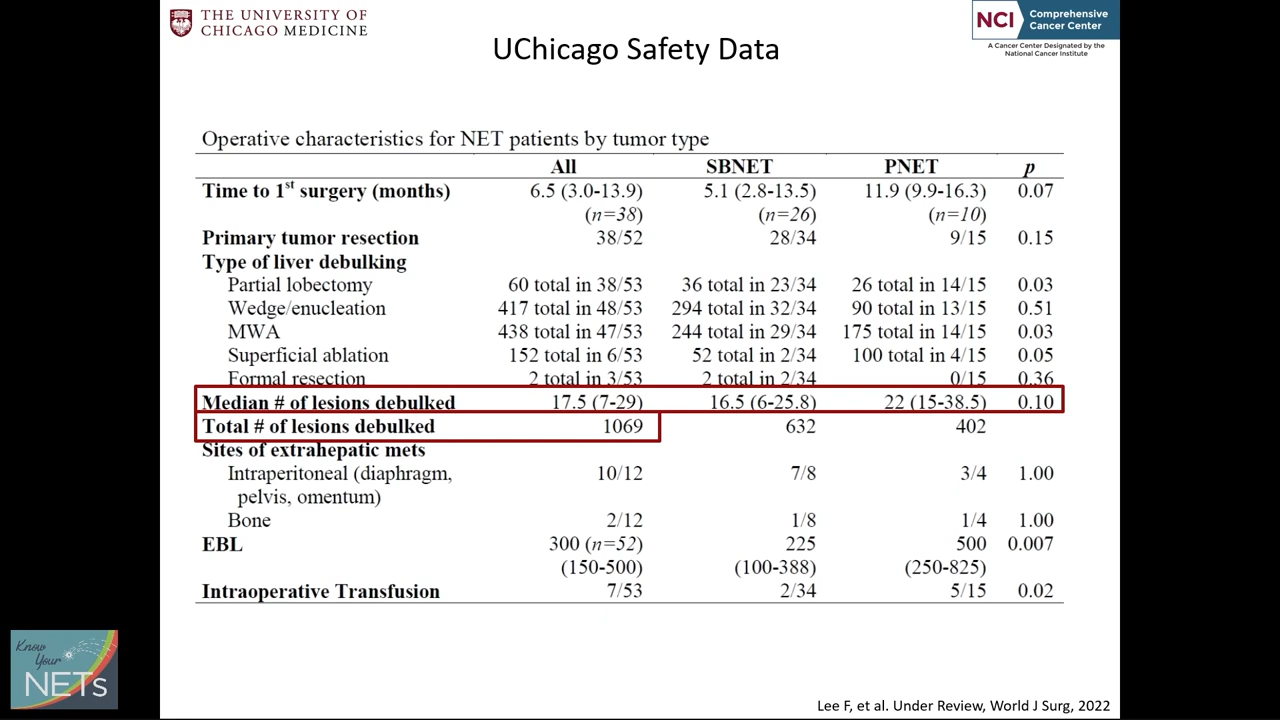 THE UNIVERSITY OF
CHICAGO MEDICINE
NCI
Comprehensive
Cancer Center
A Cancer Center Designated by the
National Cancer Institute
UChicago Safety Data
Operative characteristics for NET patients by tumor type
All SBNET PNET p
Time to 1st surgery (months) 6.5 (3.0-13.9) 5.1 (2.8-13.5) 11.9 (9.9-16.3) 0.07
(n=38) (n=26) (n=10)
Primary tumor resection 38/52 28/34 9/15 0.15
Type of liver debulking
Partial lobectomy 60 total in 38/53 36 total in 23/34 26 total in 14/15 0.03
Wedge/enucleation 417 total in 48/53 294 total in 32/34 90 total in 13/15 0.51
MWA 438 total in 47/53 244 total in 29/34 175 total in 14/15 0.03
Superficial ablation 152 total in 6/53 52 total in 2/34 100 total in 4/15 0.05
Formal resection 2 total in 3/53 2 total in 2/34 0/15 0.36
Median # of lesions debulked 17.5 (7-29) 16.5 (6-25.8) 22 (15-38.5) 0.10
Total # of lesions debulked 1069 632 402
Sites of extrahepatic mets
Intraperitoneal (diaphragm, 10/12 7/8 3/4 1.00
pelvis, omentum)
Bone 2/12 1/8 1/4 1.00
EBL 300 (n=52) 225 500 0.007
(150-500) (100-388) (250-825)
Intraoperative Transfusion 7/53 2/34 5/15 0.02
Know
Your
NETs
Lee F, et al. Under Review, World J Surg, 2022